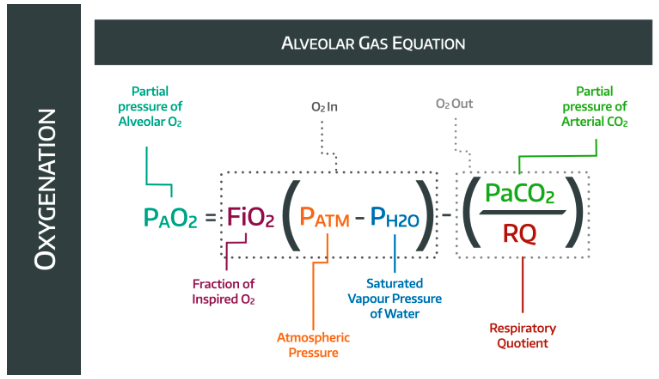 OXYGENATION
ALVEOLAR GAS EQUATION
Partial
pressure of
Alveolar O₂
O₂ In
O₂ Out
Partial
pressure of
Arterial CO₂
PAO₂ = FiO₂ (PATM – PH2O) - (PaCO₂ / RQ)
Fraction of
Inspired O₂
Saturated
Vapour Pressure
of Water
Atmospheric
Pressure
Respiratory
Quotient